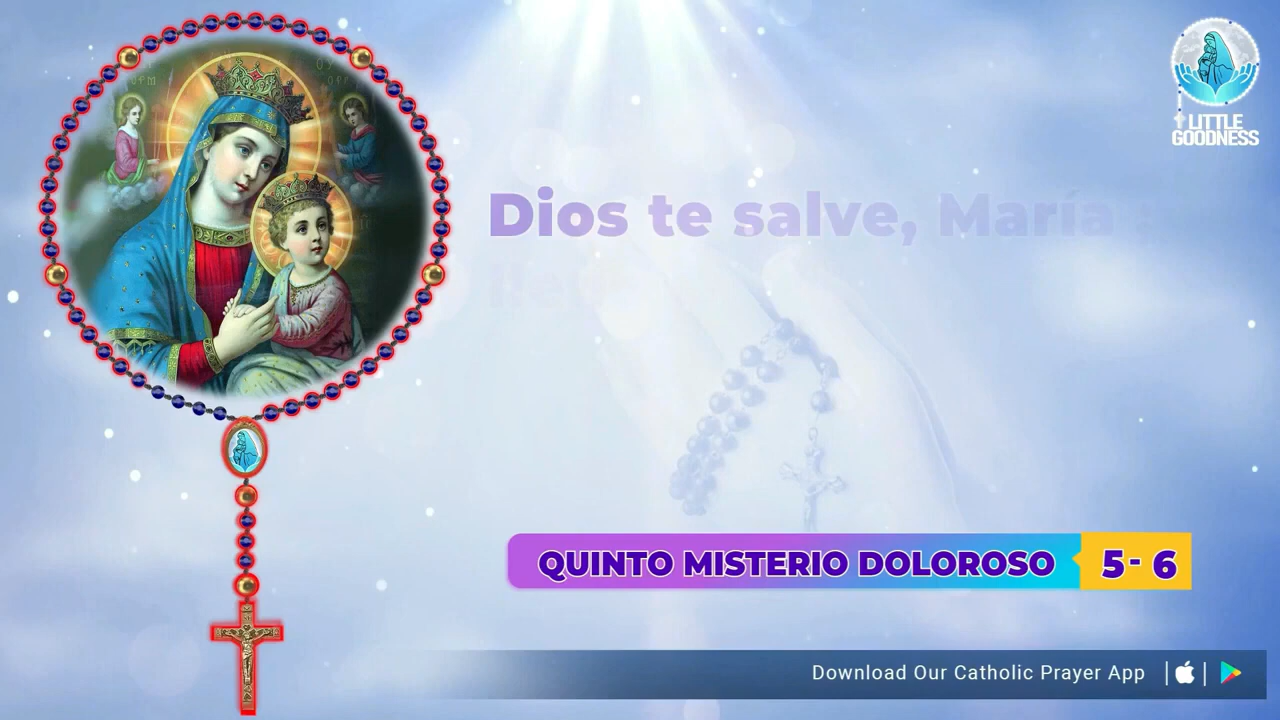 LITTLE
GOODNESS
Dios te salve, María
QUINTO MISTERIO DOLOROSO 5- 6
Download Our Catholic Prayer App